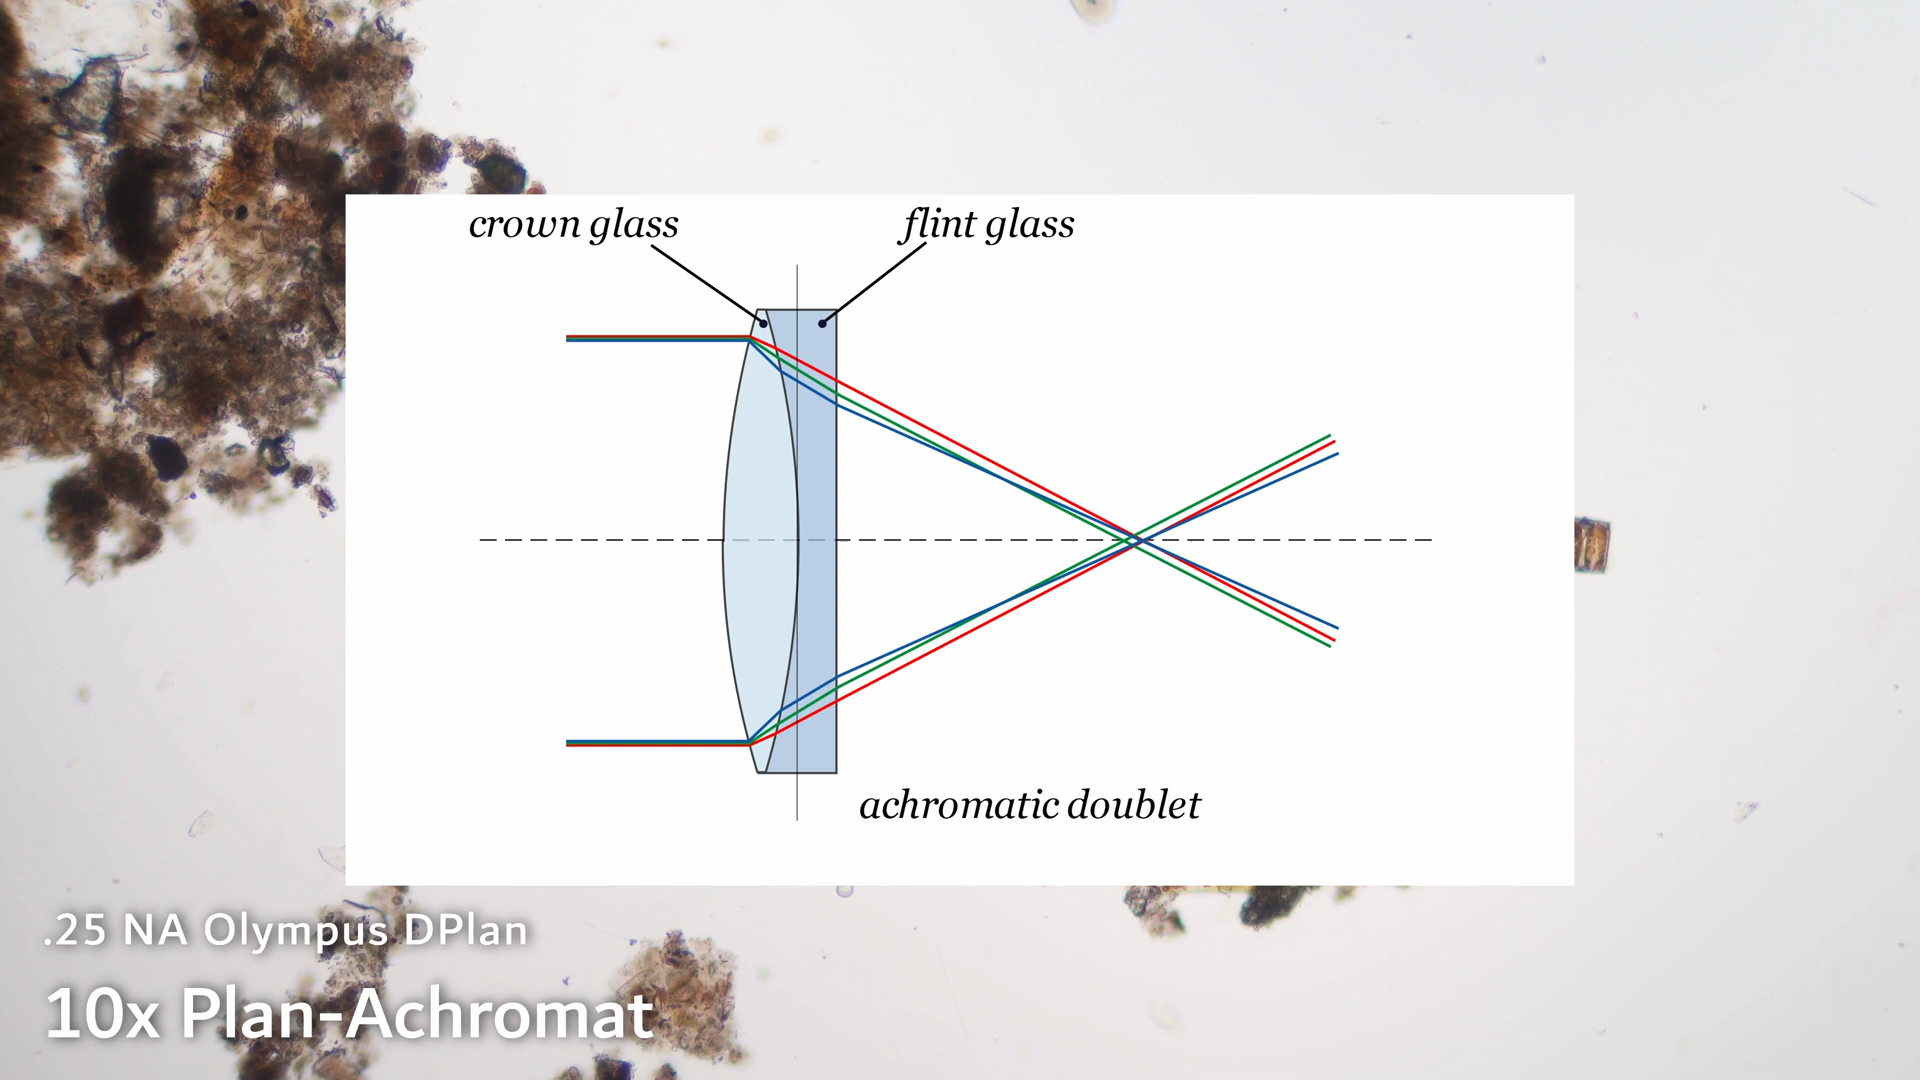 crown glass
flint glass
achromatic doublet
.25 NA Olympus DPlan
10x Plan-Achromat